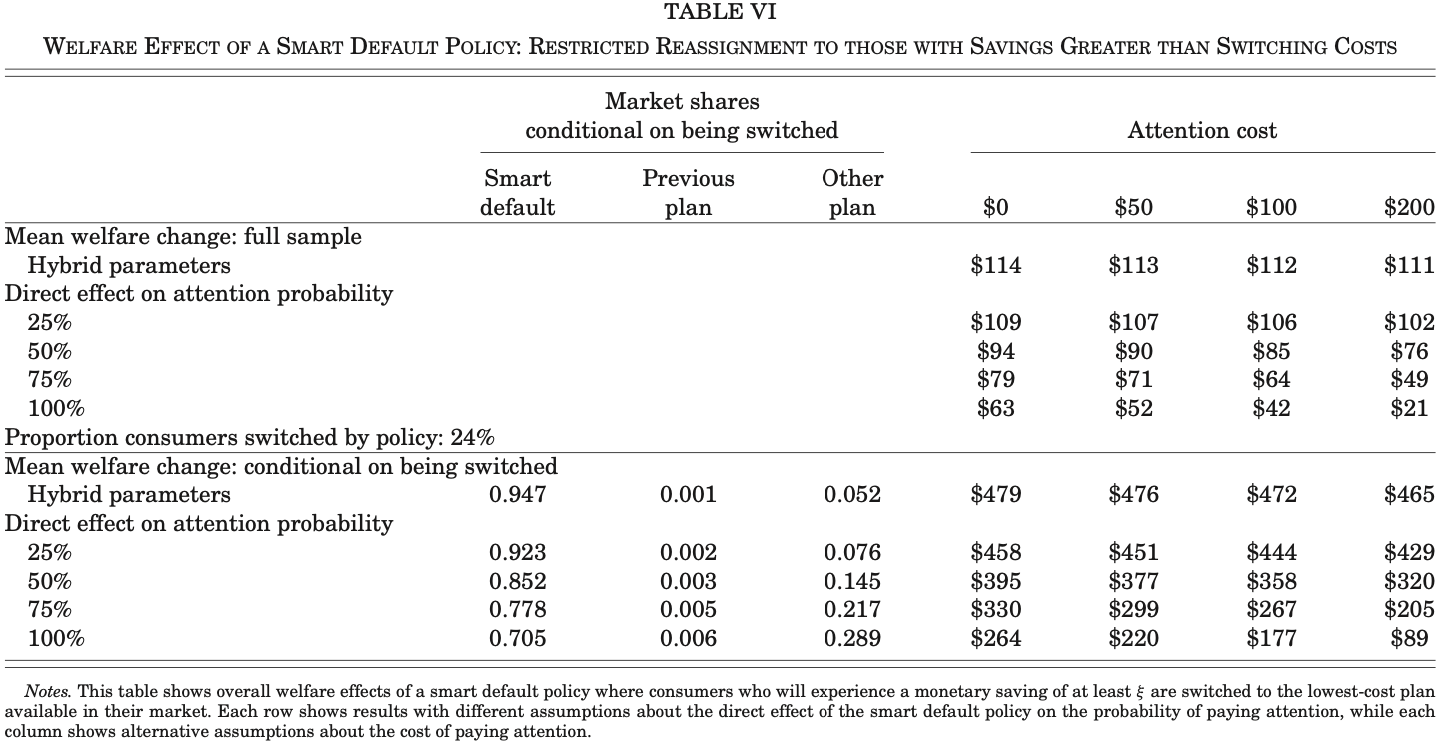 TABLE VI
WELFARE EFFECT OF A SMART DEFAULT POLICY: RESTRICTED REASSIGNMENT TO THOSE WITH SAVINGS GREATER THAN SWITCHING COSTS
Market shares
conditional on being switched Attention cost
Smart Previous Other
default plan plan $0 $50 $100 $200
Mean welfare change: full sample
Hybrid parameters $114 $113 $112 $111
Direct effect on attention probability
25% $109 $107 $106 $102
50% $94 $90 $85 $76
75% $79 $71 $64 $49
100% $63 $52 $42 $21
Proportion consumers switched by policy: 24%
Mean welfare change: conditional on being switched
Hybrid parameters 0.947 0.001 0.052 $479 $476 $472 $465
Direct effect on attention probability
25% 0.923 0.002 0.076 $458 $451 $444 $429
50% 0.852 0.003 0.145 $395 $377 $358 $320
75% 0.778 0.005 0.217 $330 $299 $267 $205
100% 0.705 0.006 0.289 $264 $220 $177 $89
Notes. This table shows overall welfare effects of a smart default policy where consumers who will experience a monetary saving of at least ξ are switched to the lowest-cost plan
available in their market. Each row shows results with different assumptions about the direct effect of the smart default policy on the probability of paying attention, while each
column shows alternative assumptions about the cost of paying attention.